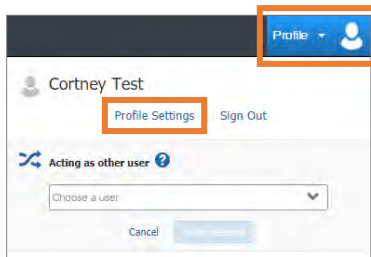 Profile
Cortney Test
Profile Settings Sign Out
Acting as other user ?
Choose a user
Cancel